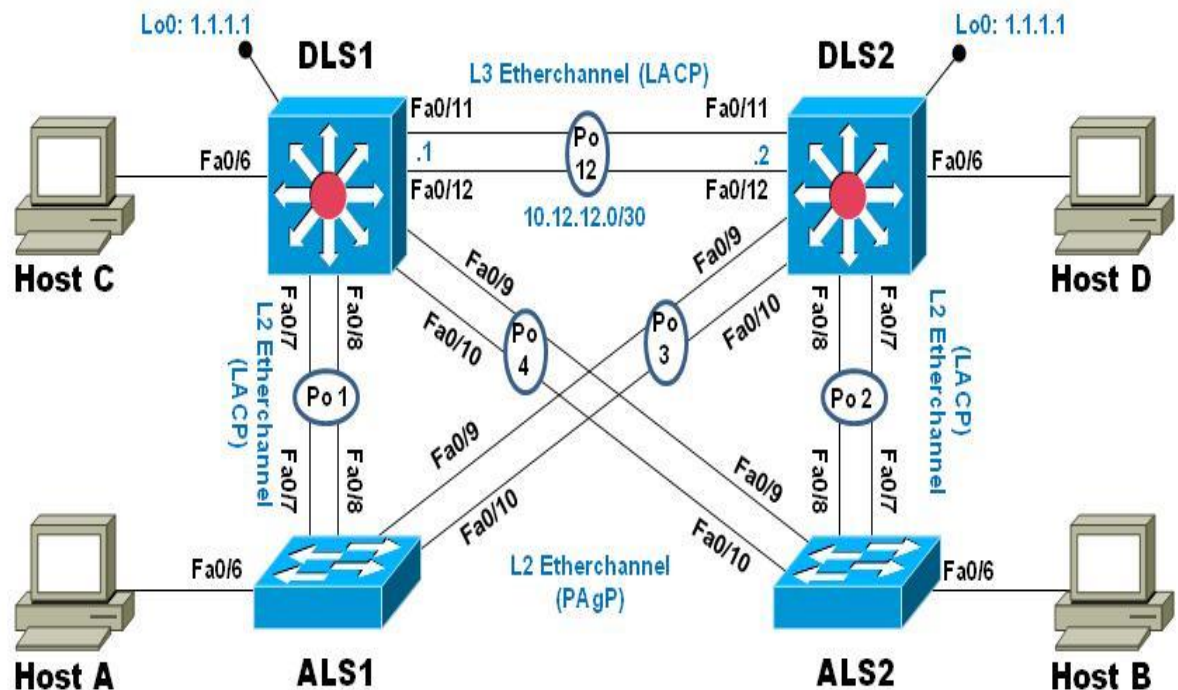 Lo0: 1.1.1.1
Lo0: 1.1.1.1
DLS1
DLS2
L3 Etherchannel (LACP)
Fa0/11
Fa0/11
Fa0/6
.1
Po
12
.2
Fa0/6
Fa0/12
Fa0/12
10.12.12.0/30
Host C
Host D
Fa0/9
Fa0/9
Fa0/10
Fa0/10
Fa0/7
Fa0/8
L2 Etherchannel
(LACP)
Po 1
Po
4
Po
3
Fa0/8
Fa0/7
L2 Etherchannel
(LACP)
Po 2
Fa0/7
Fa0/8
Fa0/9
Fa0/10
Fa0/9
Fa0/10
Fa0/8
Fa0/7
L2 Etherchannel
(PAgP)
Fa0/6
Fa0/6
Host A
ALS1
ALS2
Host B